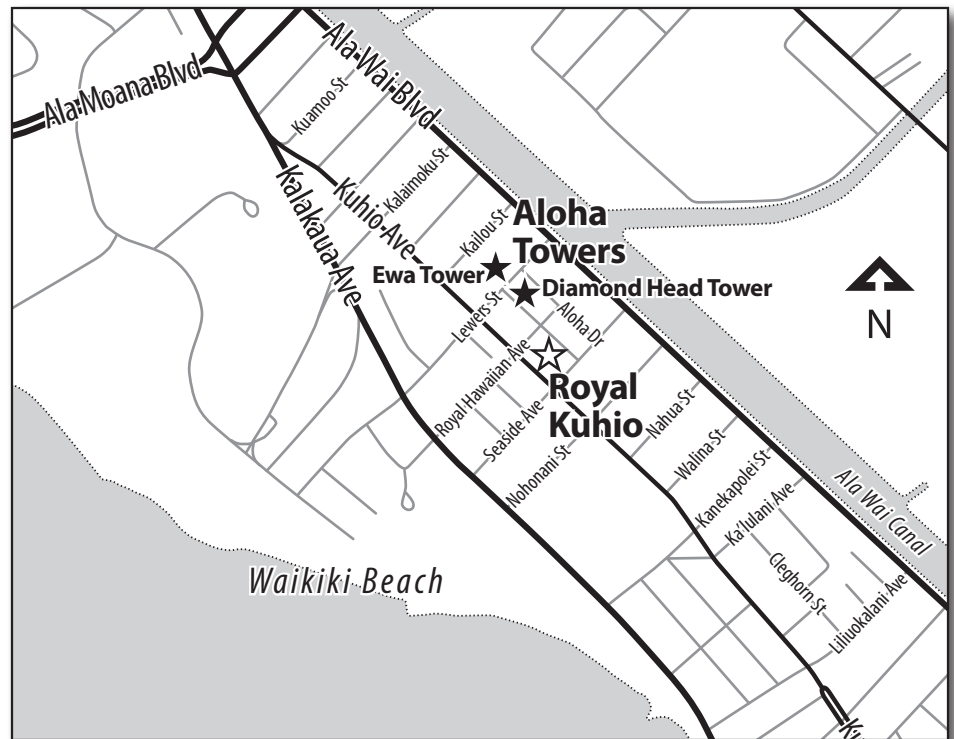 Ala Wai Blvd
Ala Moana Blvd
Kuamoo St
Kalaimoku St
Kuhio Ave
Kalakaua Ave
Kailou St
Aloha
Towers
Ewa Tower
Diamond Head Tower
Lewers St
Aloha Dr
N
Royal Hawaiian Ave
Royal
Kuhio
Seaside Ave
Nohonani St
Nahua St
Walina St
Kanekapolei St
Ka'lulani Ave
Ala Wai Canal
Cleghorn St
Liliuokalani Ave
Waikiki Beach